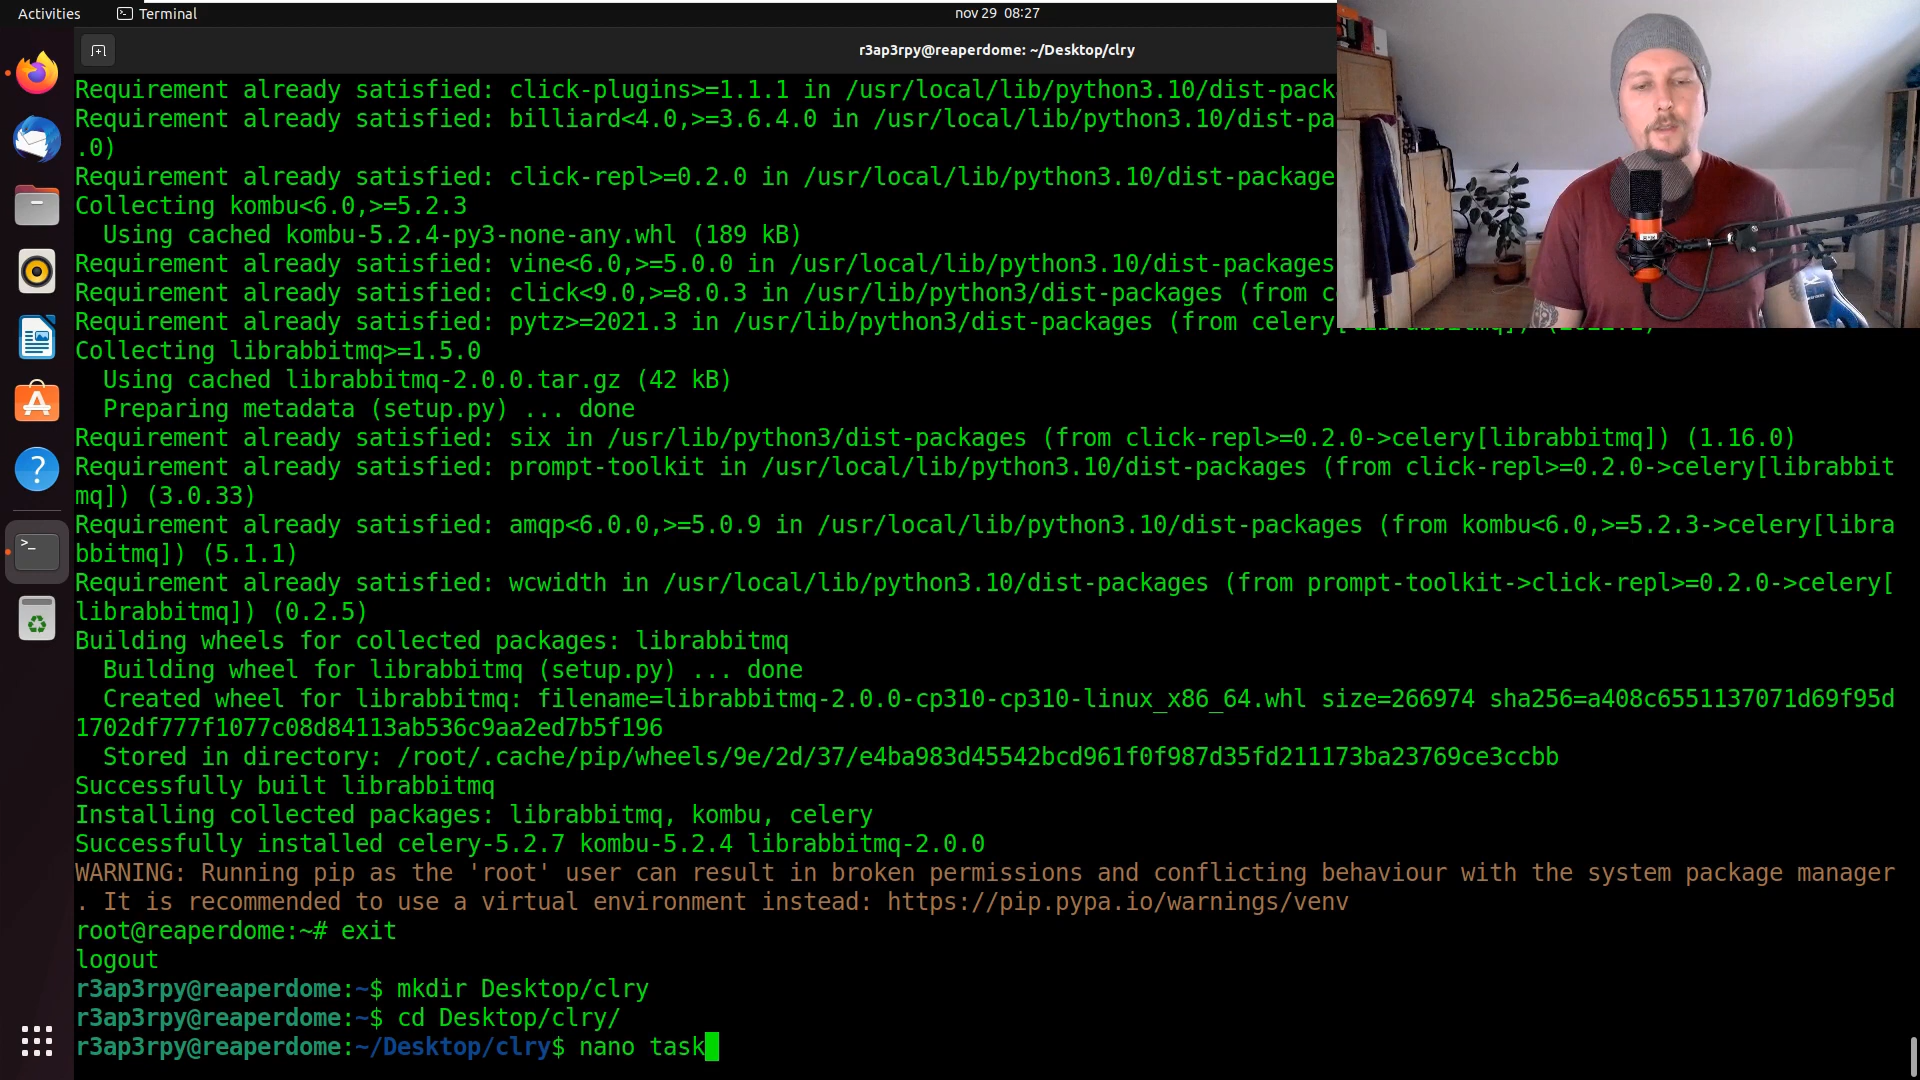 Activities
Terminal
nov 29 08:27
r3ap3rpy@reaperdome: ~/Desktop/clry
Requirement already satisfied: click-plugins>=1.1.1 in /usr/local/lib/python3.10/dist-pack
Requirement already satisfied: billiard<4.0,>=3.6.4.0 in /usr/local/lib/python3.10/dist-pa
.0)
Requirement already satisfied: click-repl>=0.2.0 in /usr/local/lib/python3.10/dist-package
Collecting kombu<6.0,>=5.2.3
Using cached kombu-5.2.4-py3-none-any.whl (189 kB)
Requirement already satisfied: vine<6.0,>=5.0.0 in /usr/local/lib/python3.10/dist-packages
Requirement already satisfied: click<9.0,>=8.0.3 in /usr/lib/python3/dist-packages (from c
Requirement already satisfied: pytz>=2021.3 in /usr/lib/python3/dist-packages (from celery
Collecting librabbitmq>=1.5.0
Using cached librabbitmq-2.0.0.tar.gz (42 kB)
Preparing metadata (setup.py) ... done
Requirement already satisfied: six in /usr/lib/python3/dist-packages (from click-repl>=0.2.0->celery[librabbitmq]) (1.16.0)
Requirement already satisfied: prompt-toolkit in /usr/local/lib/python3.10/dist-packages (from click-repl>=0.2.0->celery[librabbit
mq]) (3.0.33)
Requirement already satisfied: amqp<6.0.0,>=5.0.9 in /usr/local/lib/python3.10/dist-packages (from kombu<6.0,>=5.2.3->celery[libra
bbitmq]) (5.1.1)
Requirement already satisfied: wcwidth in /usr/local/lib/python3.10/dist-packages (from prompt-toolkit->click-repl>=0.2.0->celery[
librabbitmq]) (0.2.5)
Building wheels for collected packages: librabbitmq
Building wheel for librabbitmq (setup.py) ... done
Created wheel for librabbitmq: filename=librabbitmq-2.0.0-cp310-cp310-linux_x86_64.whl size=266974 sha256=a408c6551137071d69f95d
1702df777f1077c08d84113ab536c9aa2ed7b5f196
Stored in directory: /root/.cache/pip/wheels/9e/2d/37/e4ba983d45542bcd961f0f987d35fd211173ba23769ce3ccbb
Successfully built librabbitmq
Installing collected packages: librabbitmq, kombu, celery
Successfully installed celery-5.2.7 kombu-5.2.4 librabbitmq-2.0.0
WARNING: Running pip as the 'root' user can result in broken permissions and conflicting behaviour with the system package manager
. It is recommended to use a virtual environment instead: https://pip.pypa.io/warnings/venv
root@reaperdome:~# exit
logout
r3ap3rpy@reaperdome:~$ mkdir Desktop/clry
r3ap3rpy@reaperdome:~$ cd Desktop/clry/
r3ap3rpy@reaperdome:~/Desktop/clry$ nano task